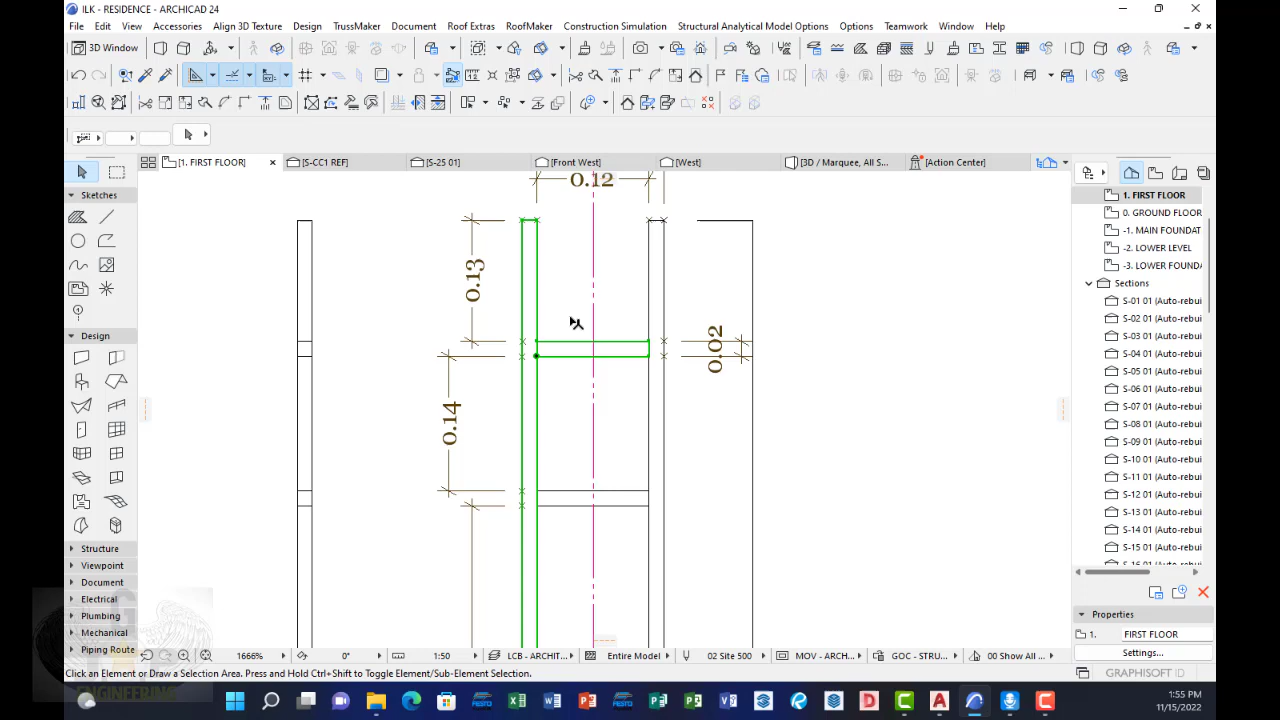 ILK - RESIDENCE - ARCHICAD 24
File Edit View Accessories Align 3D Texture Design TrussMaker Document Roof Extras RoofMaker Construction Simulation Structural Analytical Model Options Options Teamwork Window Help
3D Window
[1. FIRST FLOOR] [S-CC1 REF] [S-25 01] [Front West] [West] [3D / Marquee, All S... [Action Center]
Sketches
Design
Structure
Viewpoint
Document
Electrical
Plumbing
Mechanical
Piping Route
0.12
0.13
0.02
0.14
1. FIRST FLOOR
0. GROUND FLOOR
-1. MAIN FOUNDAT
-2. LOWER LEVEL
-3. LOWER FOUNDA
Sections
S-01 01 (Auto-rebui
S-02 01 (Auto-rebui
S-03 01 (Auto-rebui
S-04 01 (Auto-rebui
S-05 01 (Auto-rebui
S-06 01 (Auto-rebui
S-07 01 (Auto-rebui
S-08 01 (Auto-rebui
S-09 01 (Auto-rebui
S-10 01 (Auto-rebui
S-11 01 (Auto-rebui
S-12 01 (Auto-rebui
S-13 01 (Auto-rebui
S-14 01 (Auto-rebui
S-15 01 (Auto-rebui
Properties
1. FIRST FLOOR
Settings...
1666% 0° 1:50 LCB - ARCHIT... Entire Model 02 Site 500 MOV - ARCH... GOC - STRU... 00 Show All ...
Click an Element or Draw a Selection Area. Press and Hold Ctrl+Shift to Toggle Element/Sub-Element Selection.
GRAPHISOFT ID
ENGINEERING
1:55 PM
11/15/2022